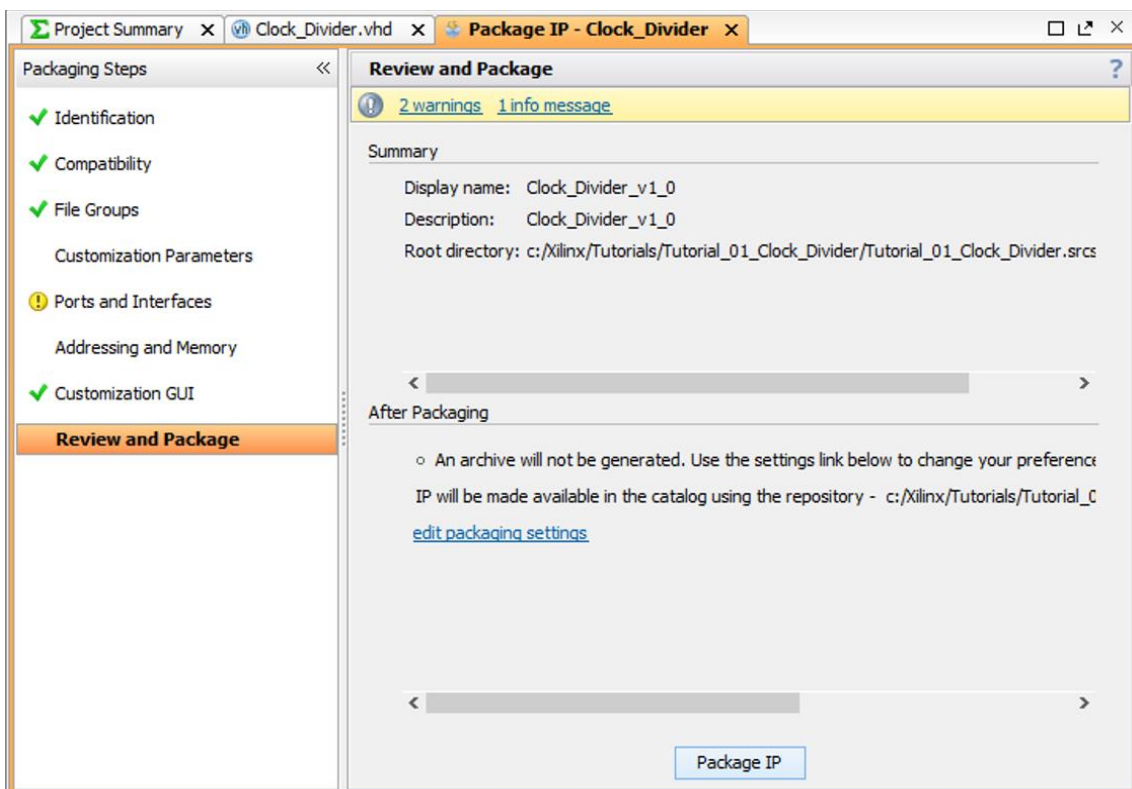 Project Summary Clock_Divider.vhd Package IP - Clock_Divider
Packaging Steps
Identification
Compatibility
File Groups
Customization Parameters
Ports and Interfaces
Addressing and Memory
Customization GUI
Review and Package
Review and Package ?
2 warnings 1 info message
Summary
Display name: Clock_Divider_v1_0
Description: Clock_Divider_v1_0
Root directory: c:/Xilinx/Tutorials/Tutorial_01_Clock_Divider/Tutorial_01_Clock_Divider.srcs
After Packaging
An archive will not be generated. Use the settings link below to change your preference
IP will be made available in the catalog using the repository - c:/Xilinx/Tutorials/Tutorial_0
edit packaging settings
Package IP